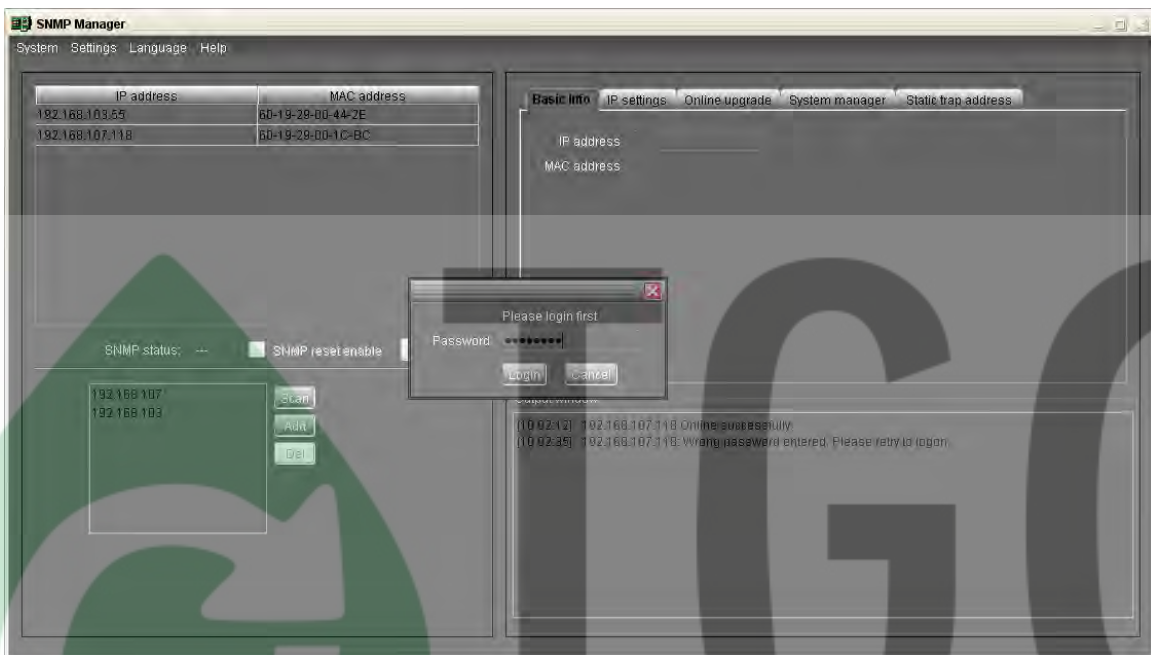 SNMP Manager
System Settings Language Help
IP address MAC address
192.168.103.55 60-19-29-00-44-2E
192.168.107.118 60-19-29-00-1C-BC
SNMP status: --- SNMP reset enable
192.168.107
192.168.103
Scan
Add
Del
Basic info IP settings Online upgrade System manager Static trap address
IP address
MAC address
Please login first
Password
Login Cancel
Output window
[10:02:12] 192.168.107.118 Online successfully.
[10:02:35] 192.168.107.118: Wrong password entered. Please retry to logon.